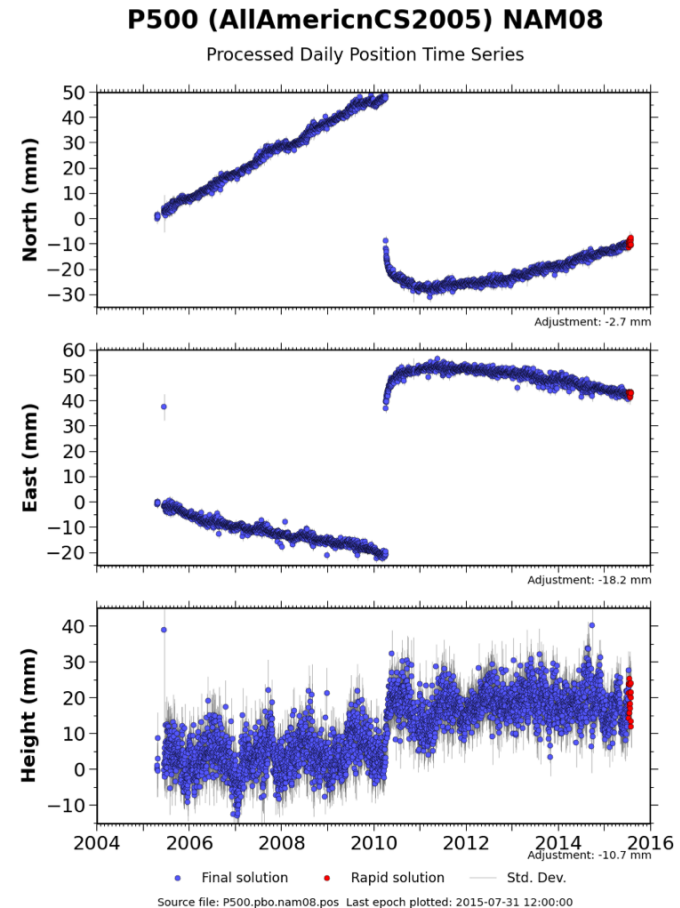 P500 (AllAmericnCS2005) NAM08
Processed Daily Position Time Series
North (mm)
50
40
30
20
10
0
−10
−20
−30
Adjustment: -2.7 mm
East (mm)
60
50
40
30
20
10
0
−10
−20
Adjustment: -18.2 mm
Height (mm)
40
30
20
10
0
−10
2004 2006 2008 2010 2012 2014 2016
Adjustment: -10.7 mm
Final solution Rapid solution Std. Dev.
Source file: P500.pbo.nam08.pos Last epoch plotted: 2015-07-31 12:00:00